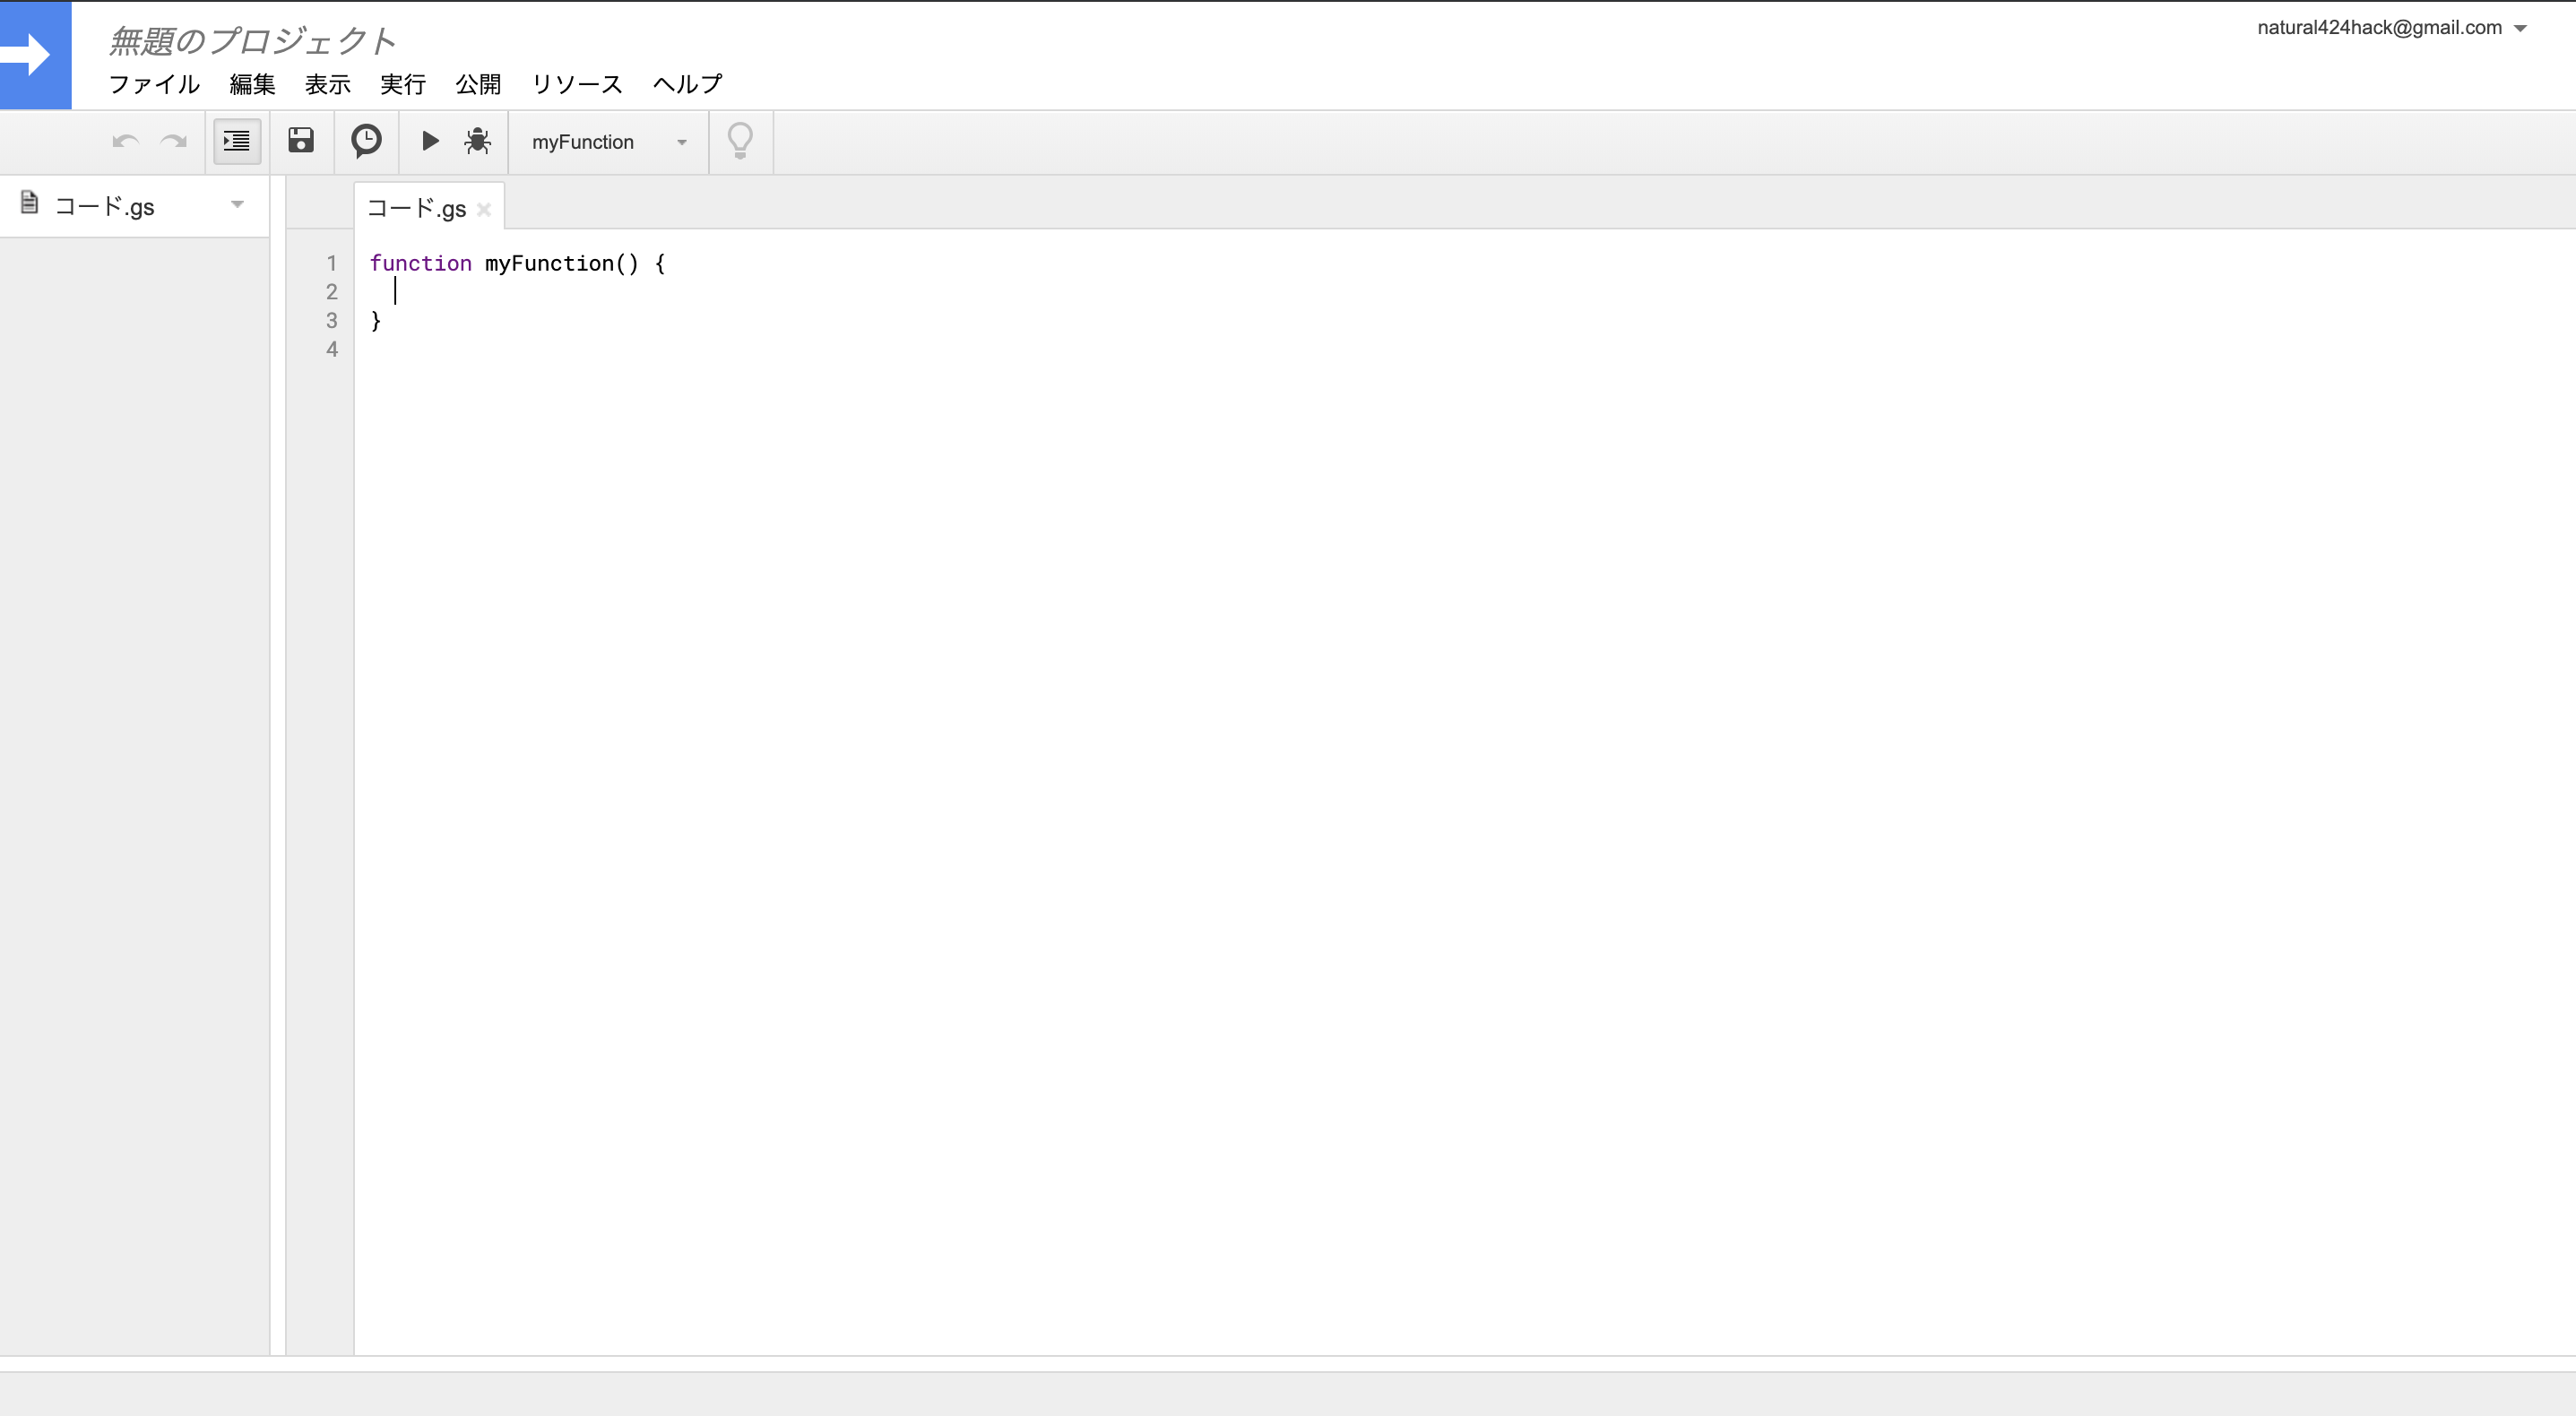 無題のプロジェクト
natural424hack@gmail.com
ファイル 編集 表示 実行 公開 リソース ヘルプ
myFunction
コード.gs
コード.gs
1 function myFunction() {
2
3 }
4